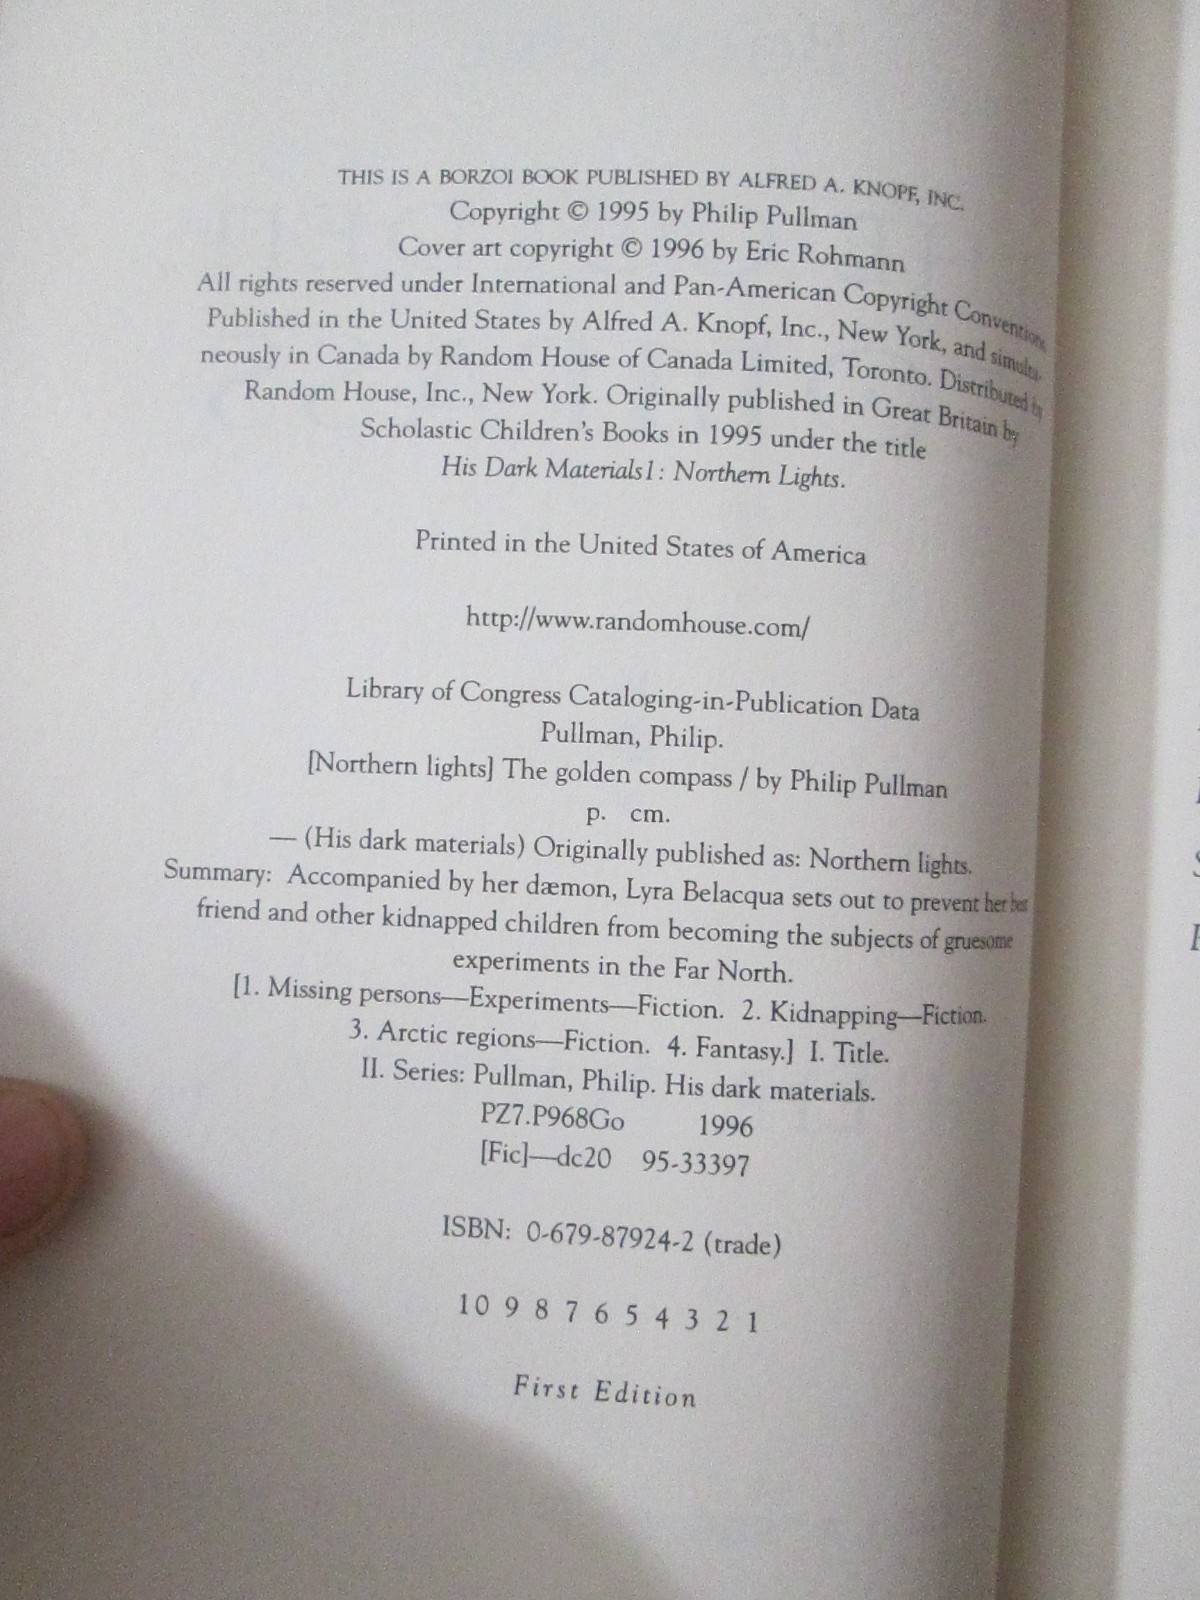 THIS IS A BORZOI BOOK PUBLISHED BY ALFRED A. KNOPF, INC.
Copyright © 1995 by Philip Pullman
Cover art copyright © 1996 by Eric Rohmann
All rights reserved under International and Pan-American Copyright Conventions.
Published in the United States by Alfred A. Knopf, Inc., New York, and simulta-
neously in Canada by Random House of Canada Limited, Toronto. Distributed by
Random House, Inc., New York. Originally published in Great Britain by
Scholastic Children's Books in 1995 under the title
His Dark Materials1: Northern Lights.
Printed in the United States of America
http://www.randomhouse.com/
Library of Congress Cataloging-in-Publication Data
Pullman, Philip.
[Northern lights] The golden compass / by Philip Pullman
p. cm.
— (His dark materials) Originally published as: Northern lights.
Summary: Accompanied by her dæmon, Lyra Belacqua sets out to prevent her best
friend and other kidnapped children from becoming the subjects of gruesome
experiments in the Far North.
[1. Missing persons—Experiments—Fiction. 2. Kidnapping—Fiction.
3. Arctic regions—Fiction. 4. Fantasy.] I. Title.
II. Series: Pullman, Philip. His dark materials.
PZ7.P968Go 1996
[Fic]—dc20 95-33397
ISBN: 0-679-87924-2 (trade)
10 9 8 7 6 5 4 3 2 1
First Edition